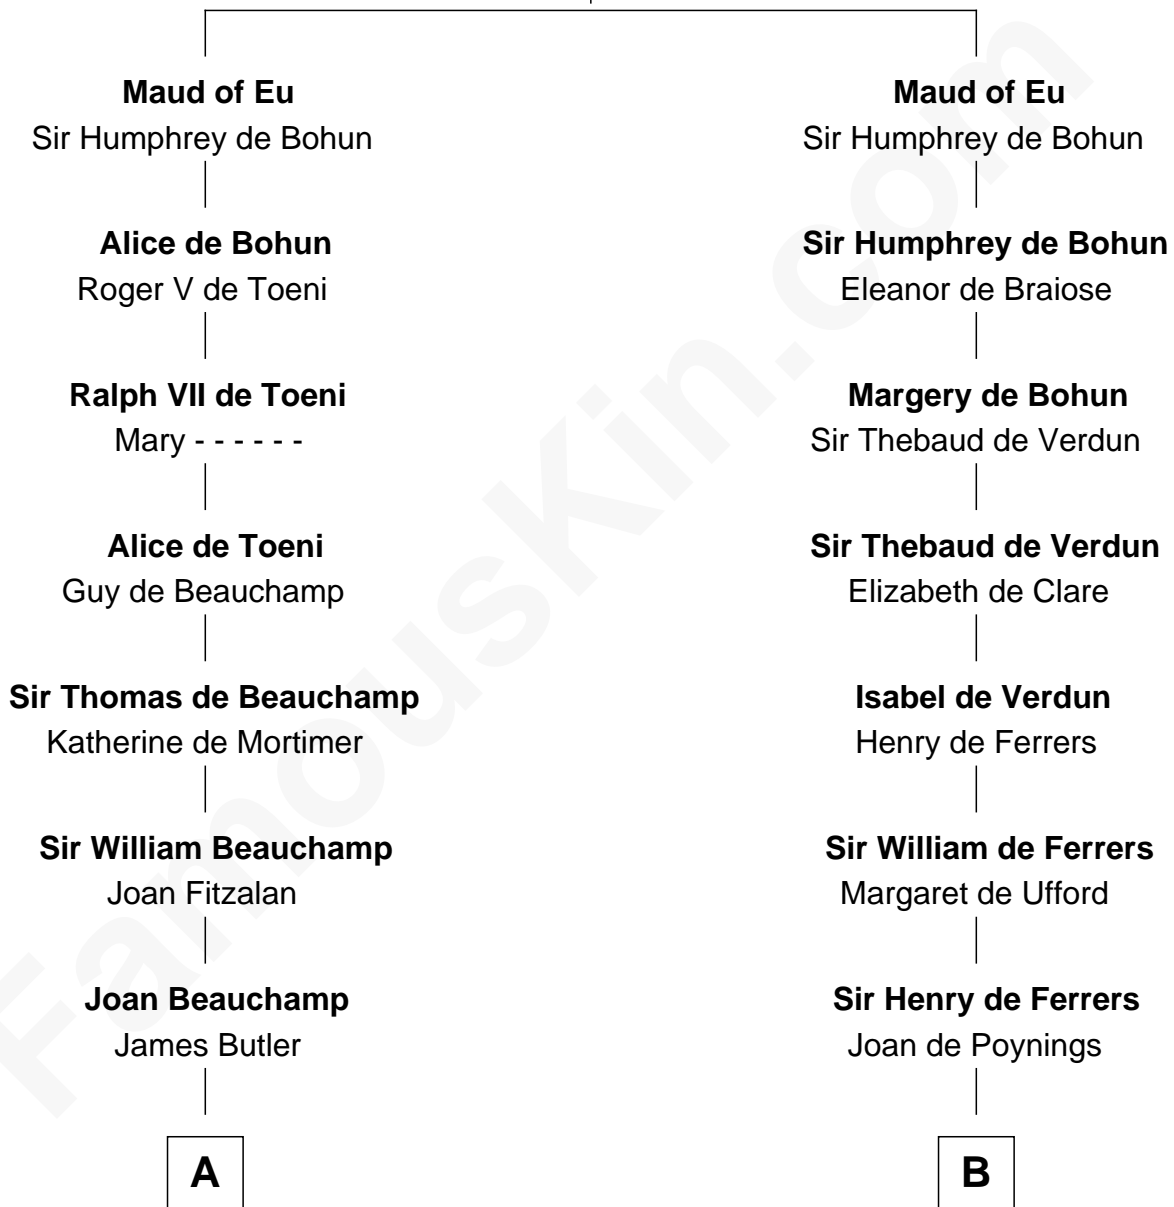 Maud of Eu
Sir Humphrey de Bohun
Alice de Bohun
Roger V de Toeni
Ralph VII de Toeni
Mary - - - - - -
Alice de Toeni
Guy de Beauchamp
Sir Thomas de Beauchamp
Katherine de Mortimer
Sir William Beauchamp
Joan Fitzalan
Joan Beauchamp
James Butler
A
Maud of Eu
Sir Humphrey de Bohun
Sir Humphrey de Bohun
Eleanor de Braiose
Margery de Bohun
Sir Thebaud de Verdun
Sir Thebaud de Verdun
Elizabeth de Clare
Isabel de Verdun
Henry de Ferrers
Sir William de Ferrers
Margaret de Ufford
Sir Henry de Ferrers
Joan de Poynings
B
FamousKin.com